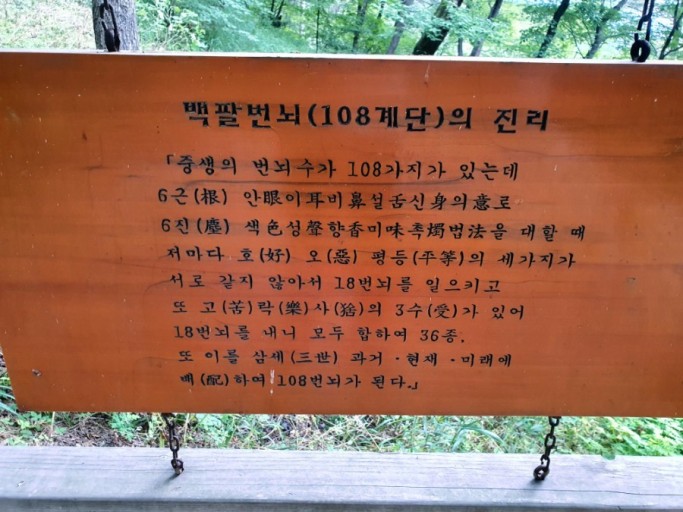 백팔번뇌(108계단)의 진리
「중생의 번뇌수가 108가지가 있는데
6근(根) 안眼이耳비鼻설舌신身의意로
6진(塵) 색色성聲향香미味촉燭법法을 대할 때
저마다 호(好) 오(惡) 평등(平等)의 세가지가
서로 같지 않아서 18번뇌를 일으키고
또 고(苦)락(樂)사(捨)의 3수(受)가 있어
18번뇌를 내니 모두 합하여 36종.
또 이를 삼세(三世) 과거·현재·미래에
배(配)하여 108번뇌가 된다.」